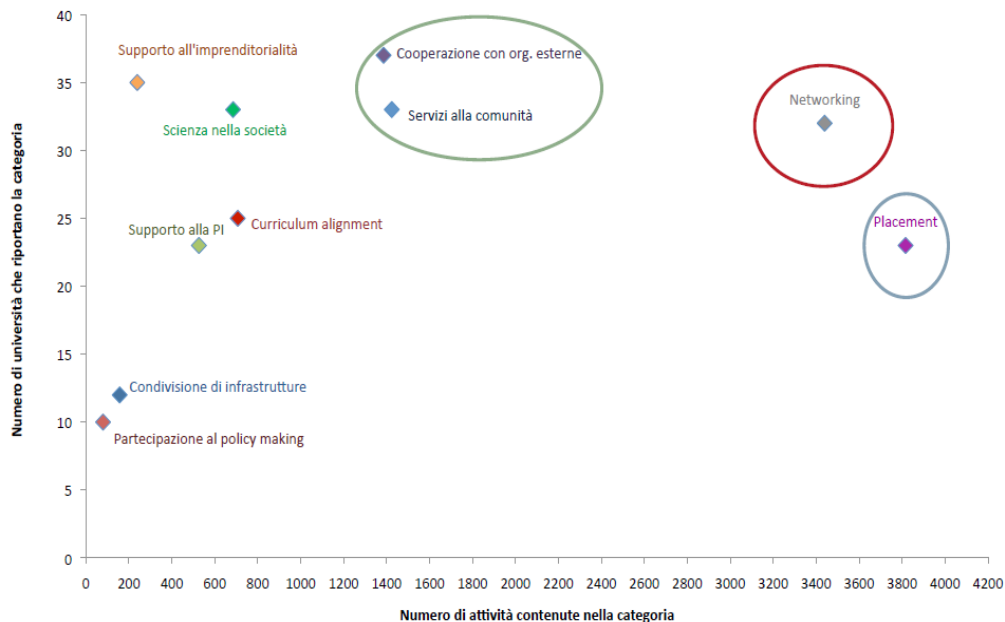 Numero di università che riportano la categoria
40
35
30
25
20
15
10
5
0
Supporto all'imprenditorialità
Cooperazione con org. esterne
Servizi alla comunità
Scienza nella società
Networking
Supporto alla PI
Curriculum alignment
Placement
Condivisione di infrastrutture
Partecipazione al policy making
0 200 400 600 800 1000 1200 1400 1600 1800 2000 2200 2400 2600 2800 3000 3200 3400 3600 3800 4000 4200
Numero di attività contenute nella categoria